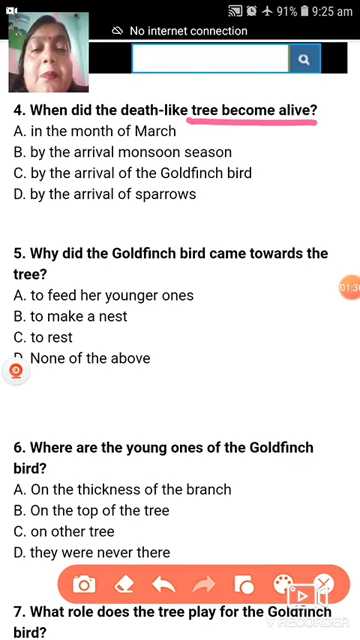 91% 9:25 am
No internet connection
4. When did the death-like tree become alive?
A. in the month of March
B. by the arrival monsoon season
C. by the arrival of the Goldfinch bird
D. by the arrival of sparrows
5. Why did the Goldfinch bird came towards the
tree?
A. to feed her younger ones
B. to make a nest
C. to rest
01:30
D. None of the above
6. Where are the young ones of the Goldfinch
bird?
A. On the thickness of the branch
B. On the top of the tree
C. on other tree
D. they were never there
7. What role does the tree play for the Goldfinch
bird?